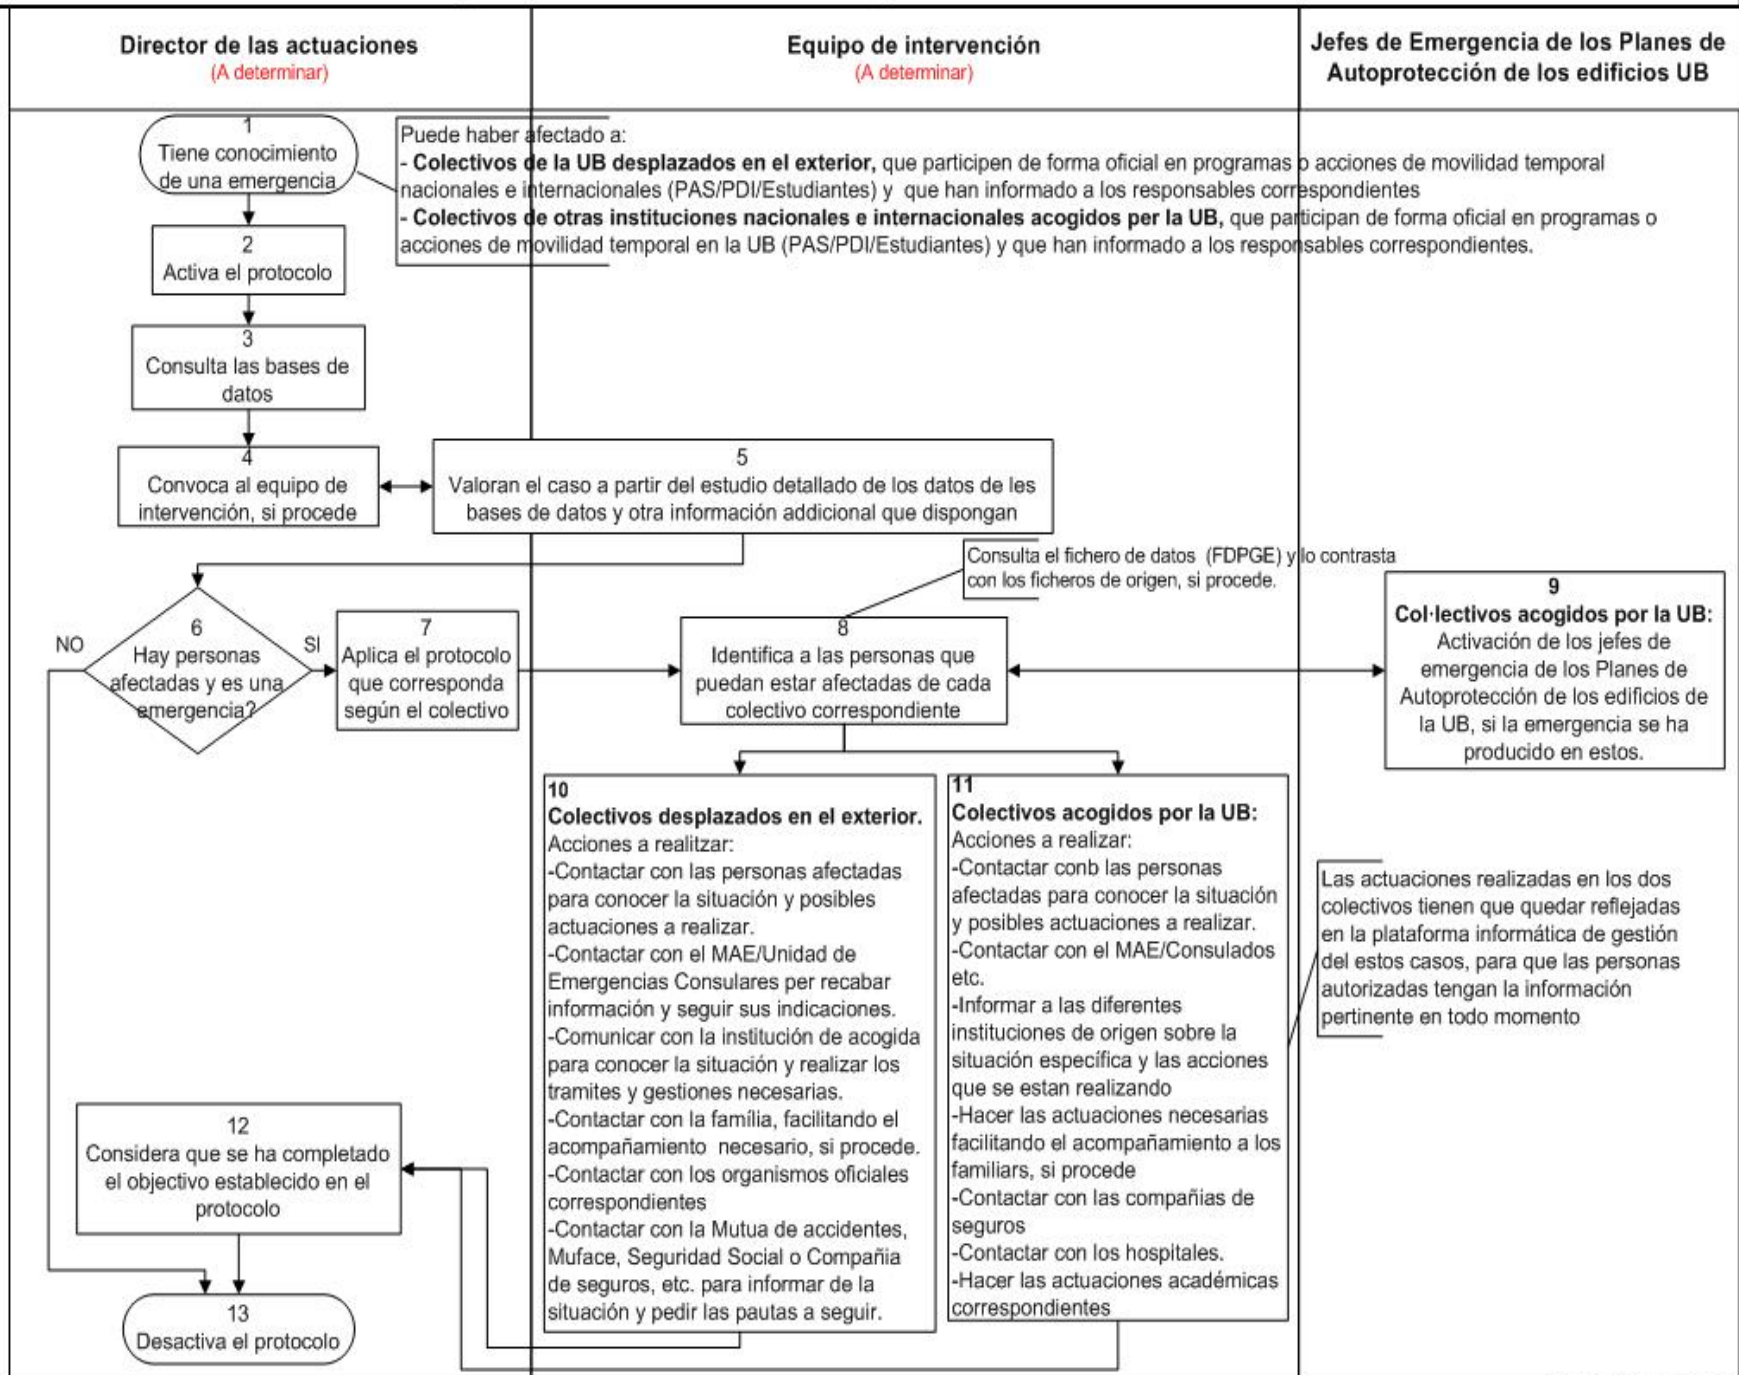 Director de las actuaciones
(A determinar)
Equipo de intervención
(A determinar)
Jefes de Emergencia de los Planes de
Autoprotección de los edificios UB
1
Tiene conocimiento
de una emergencia
Puede haber afectado a:
- Colectivos de la UB desplazados en el exterior, que participen de forma oficial en programas o acciones de movilidad temporal
nacionales e internacionales (PAS/PDI/Estudiantes) y que han informado a los responsables correspondientes
- Colectivos de otras instituciones nacionales e internacionales acogidos per la UB, que participan de forma oficial en programas o
acciones de movilidad temporal en la UB (PAS/PDI/Estudiantes) y que han informado a los responsables correspondientes.
2
Activa el protocolo
3
Consulta las bases de
datos
4
Convoca al equipo de
intervención, si procede
5
Valoran el caso a partir del estudio detallado de los datos de les
bases de datos y otra información addicional que dispongan
Consulta el fichero de datos (FDPGE) y lo contrasta
con los ficheros de origen, si procede.
NO
6
Hay personas
afectadas y es una
emergencia?
SI
7
Aplica el protocolo
que corresponda
según el colectivo
8
Identifica a las personas que
puedan estar afectadas de cada
colectivo correspondiente
9
Col·lectivos acogidos por la UB:
Activación de los jefes de
emergencia de los Planes de
Autoprotección de los edificios de
la UB, si la emergencia se ha
producido en estos.
10
Colectivos desplazados en el exterior.
Acciones a realitzar:
-Contactar con las personas afectadas
para conocer la situación y posibles
actuaciones a realizar.
-Contactar con el MAE/Unidad de
Emergencias Consulares per recabar
información y seguir sus indicaciones.
-Comunicar con la institución de acogida
para conocer la situación y realizar los
tramites y gestiones necesarias.
-Contactar con la família, facilitando el
acompañamiento necesario, si procede.
-Contactar con los organismos oficiales
correspondientes
-Contactar con la Mutua de accidentes,
Muface, Seguridad Social o Compañia
de seguros, etc. para informar de la
situación y pedir las pautas a seguir.
11
Colectivos acogidos por la UB:
Acciones a realizar:
-Contactar conb las personas
afectadas para conocer la situación
y posibles actuaciones a realizar.
-Contactar con el MAE/Consulados
etc.
-Informar a las diferentes
instituciones de origen sobre la
situación específica y las acciones
que se estan realizando
-Hacer las actuaciones necesarias
facilitando el acompañamiento a los
familiars, si procede
-Contactar con las compañias de
seguros
-Contactar con los hospitales.
-Hacer las actuaciones académicas
correspondientes
Las actuaciones realizadas en los dos
colectivos tienen que quedar reflejadas
en la plataforma informática de gestión
del estos casos, para que las personas
autorizadas tengan la información
pertinente en todo momento
12
Considera que se ha completado
el objectivo establecido en el
protocolo
13
Desactiva el protocolo